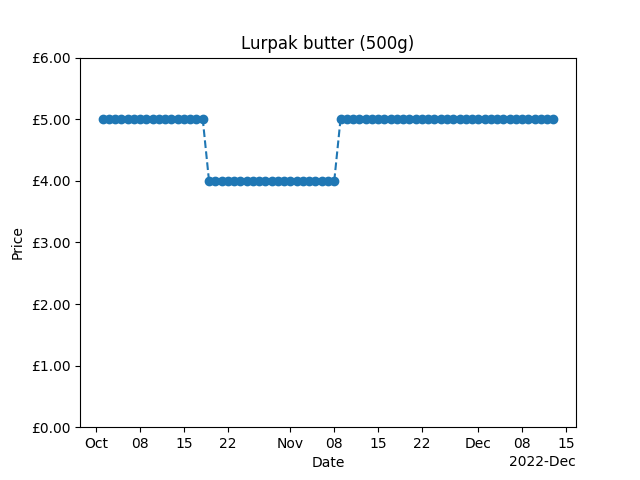 Lurpak butter (500g)
£6.00
£5.00
£4.00
£3.00
£2.00
£1.00
£0.00
Price
Oct 08 15 22 Nov 08 15 22 Dec 08 15
Date
2022-Dec